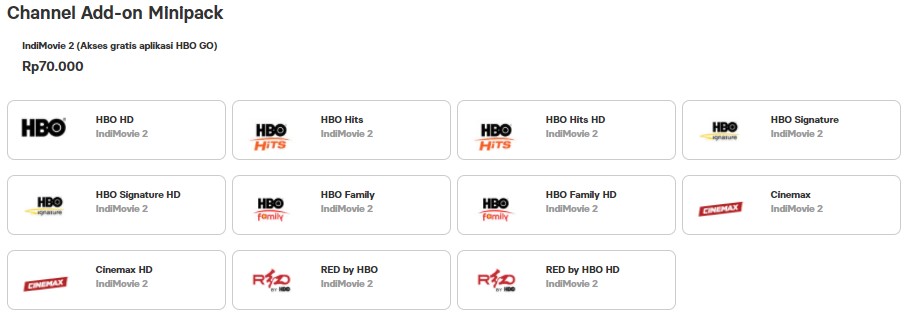 Channel Add-on Minipack
IndiMovie 2 (Akses gratis aplikasi HBO GO)
Rp70.000
HBO
HBO HD
IndiMovie 2
HBO
HiTS
HBO Hits
IndiMovie 2
HBO
HiTS
HBO Hits HD
IndiMovie 2
HBO
signature
HBO Signature
IndiMovie 2
HBO
signature
HBO Signature HD
IndiMovie 2
HBO
family
HBO Family
IndiMovie 2
HBO
family
HBO Family HD
IndiMovie 2
CINEMAX
Cinemax
IndiMovie 2
CINEMAX
Cinemax HD
IndiMovie 2
RED
BY HBO
RED by HBO
IndiMovie 2
RED
BY HBO
RED by HBO HD
IndiMovie 2